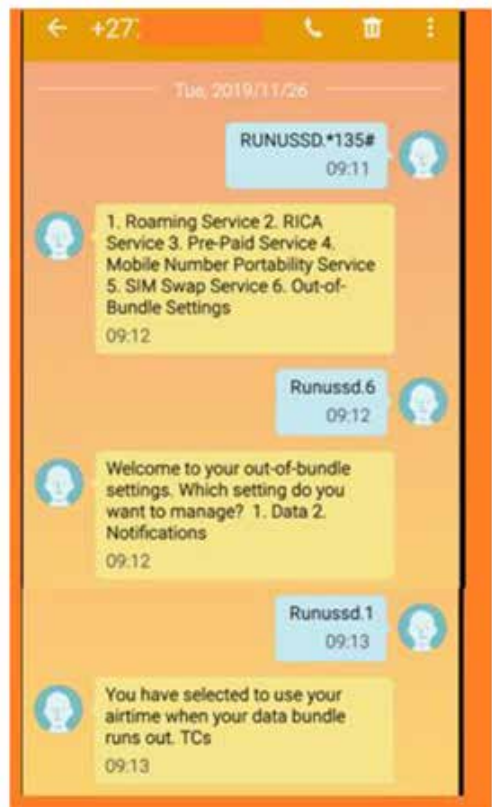 +27
Tue, 2019/11/26
RUNUSSD.*135#
09:11
1. Roaming Service 2. RICA
Service 3. Pre-Paid Service 4.
Mobile Number Portability Service
5. SIM Swap Service 6. Out-of-
Bundle Settings
09:12
Runussd.6
09:12
Welcome to your out-of-bundle
settings. Which setting do you
want to manage? 1. Data 2.
Notifications
09:12
Runussd.1
09:13
You have selected to use your
airtime when your data bundle
runs out. TCs
09:13